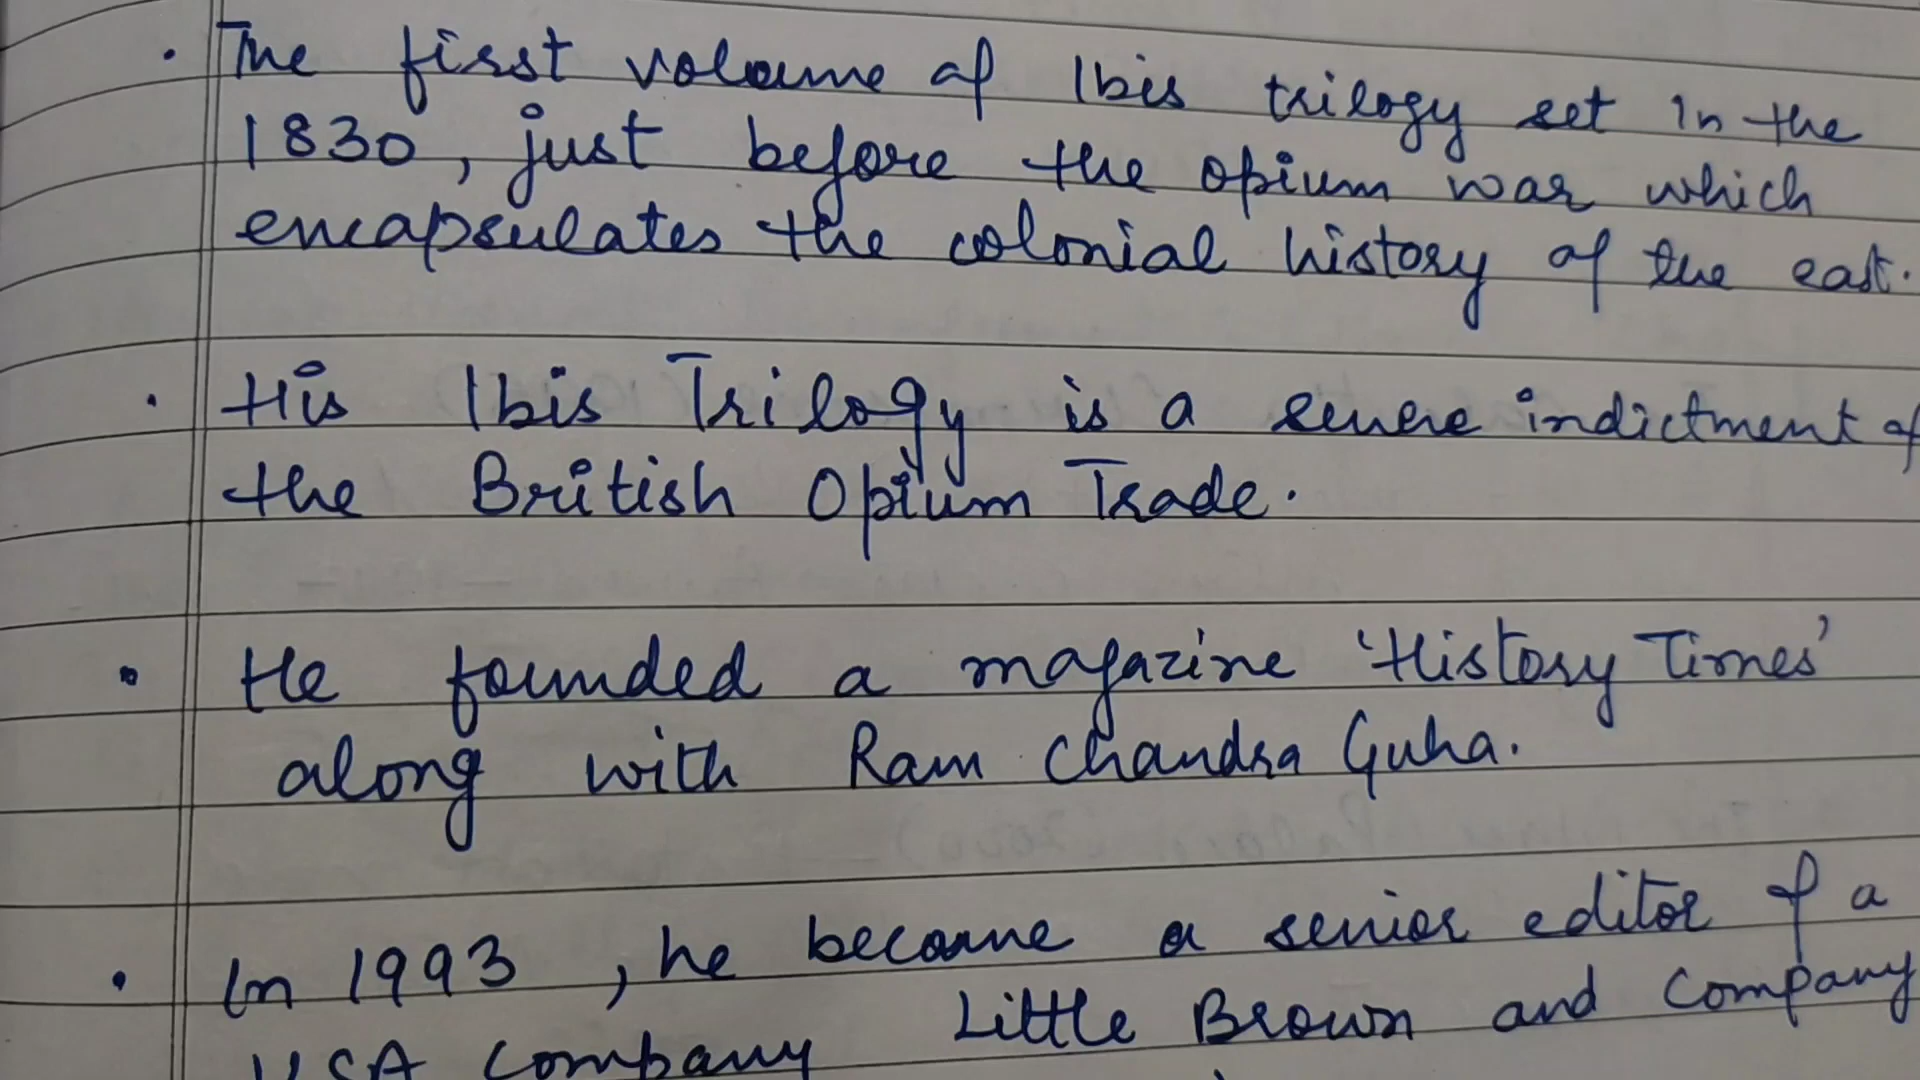 • The first volume of Ibis trilogy set in the
1830, just before the opium war which
encapsulates the colonial history of the east.
• His Ibis Trilogy is a severe indictment of
the British Opium Trade.
• He founded a magazine 'History Times'
along with Ram Chandra Guha.
• In 1993, he became a senior editor of a
USA company Little Brown and Company